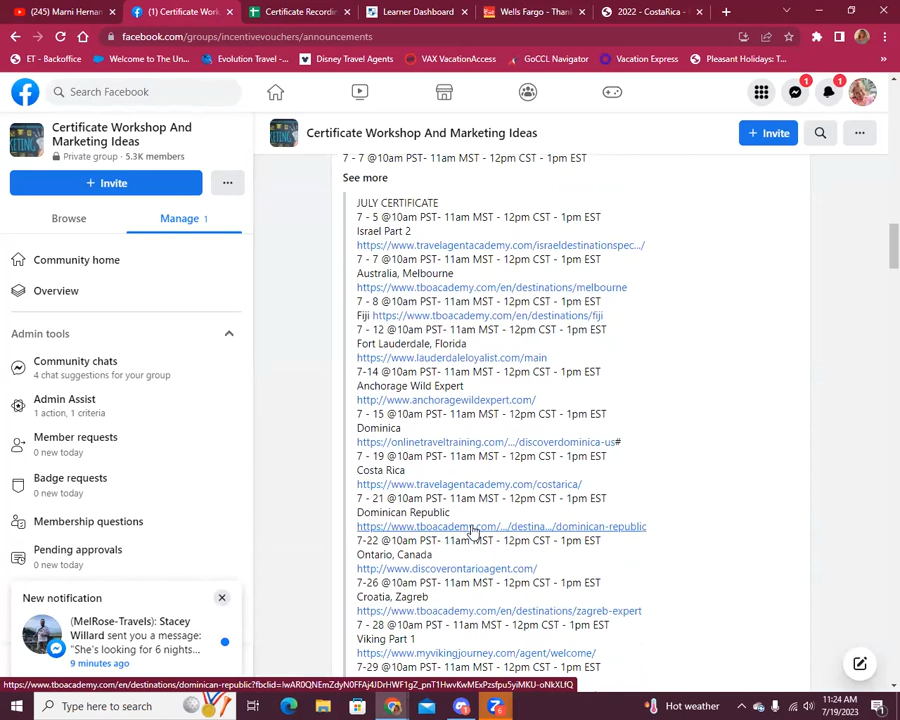 (245) Marni Hernan
(1) Certificate Work
Certificate Recordin
Learner Dashboard
Wells Fargo - Than
2022 - CostaRica -
facebook.com/groups/incentivevouchers/announcements
ET - Backoffice
Welcome to The Un...
Evolution Travel -...
Disney Travel Agents
VAX VacationAccess
GoCCL Navigator
Vacation Express
Pleasant Holidays: T...
Search Facebook
1
1
Certificate Workshop And
Marketing Ideas
Private group · 5.3K members
+ Invite
Browse
Manage 1
Community home
Overview
Admin tools
Community chats
4 chat suggestions for your group
Admin Assist
1 action, 1 criteria
Member requests
0 new today
Badge requests
0 new today
Membership questions
Pending approvals
0 new today
New notification
(MelRose-Travels): Stacey
Willard sent you a message:
"She's looking for 6 nights...
9 minutes ago
Certificate Workshop And Marketing Ideas
+ Invite
7 - 7 @10am PST- 11am MST - 12pm CST - 1pm EST
See more
JULY CERTIFICATE
7 - 5 @10am PST- 11am MST - 12pm CST - 1pm EST
Israel Part 2
https://www.travelagentacademy.com/israeldestinationspec.../
7 - 7 @10am PST- 11am MST - 12pm CST - 1pm EST
Australia, Melbourne
https://www.tboacademy.com/en/destinations/melbourne
7 - 8 @10am PST- 11am MST - 12pm CST - 1pm EST
Fiji https://www.tboacademy.com/en/destinations/fiji
7 - 12 @10am PST- 11am MST - 12pm CST - 1pm EST
Fort Lauderdale, Florida
https://www.lauderdaleloyalist.com/main
7-14 @10am PST- 11am MST - 12pm CST - 1pm EST
Anchorage Wild Expert
http://www.anchoragewildexpert.com/
7 - 15 @10am PST- 11am MST - 12pm CST - 1pm EST
Dominica
https://onlinetraveltraining.com/.../discoverdominica-us#
7 - 19 @10am PST- 11am MST - 12pm CST - 1pm EST
Costa Rica
https://www.travelagentacademy.com/costarica/
7 - 21 @10am PST- 11am MST - 12pm CST - 1pm EST
Dominican Republic
https://www.tboacademy.com/.../destina.../dominican-republic
7-22 @10am PST- 11am MST - 12pm CST - 1pm EST
Ontario, Canada
http://www.discoverontarioagent.com/
7-26 @10am PST- 11am MST - 12pm CST - 1pm EST
Croatia, Zagreb
https://www.tboacademy.com/en/destinations/zagreb-expert
7 - 28 @10am PST - 11am MST - 12pm CST - 1pm EST
Viking Part 1
https://www.myvikingjourney.com/agent/welcome/
7-29 @10am PST- 11am MST - 12pm CST - 1pm EST
Type here to search
Hot weather
11:24 AM
7/19/2023